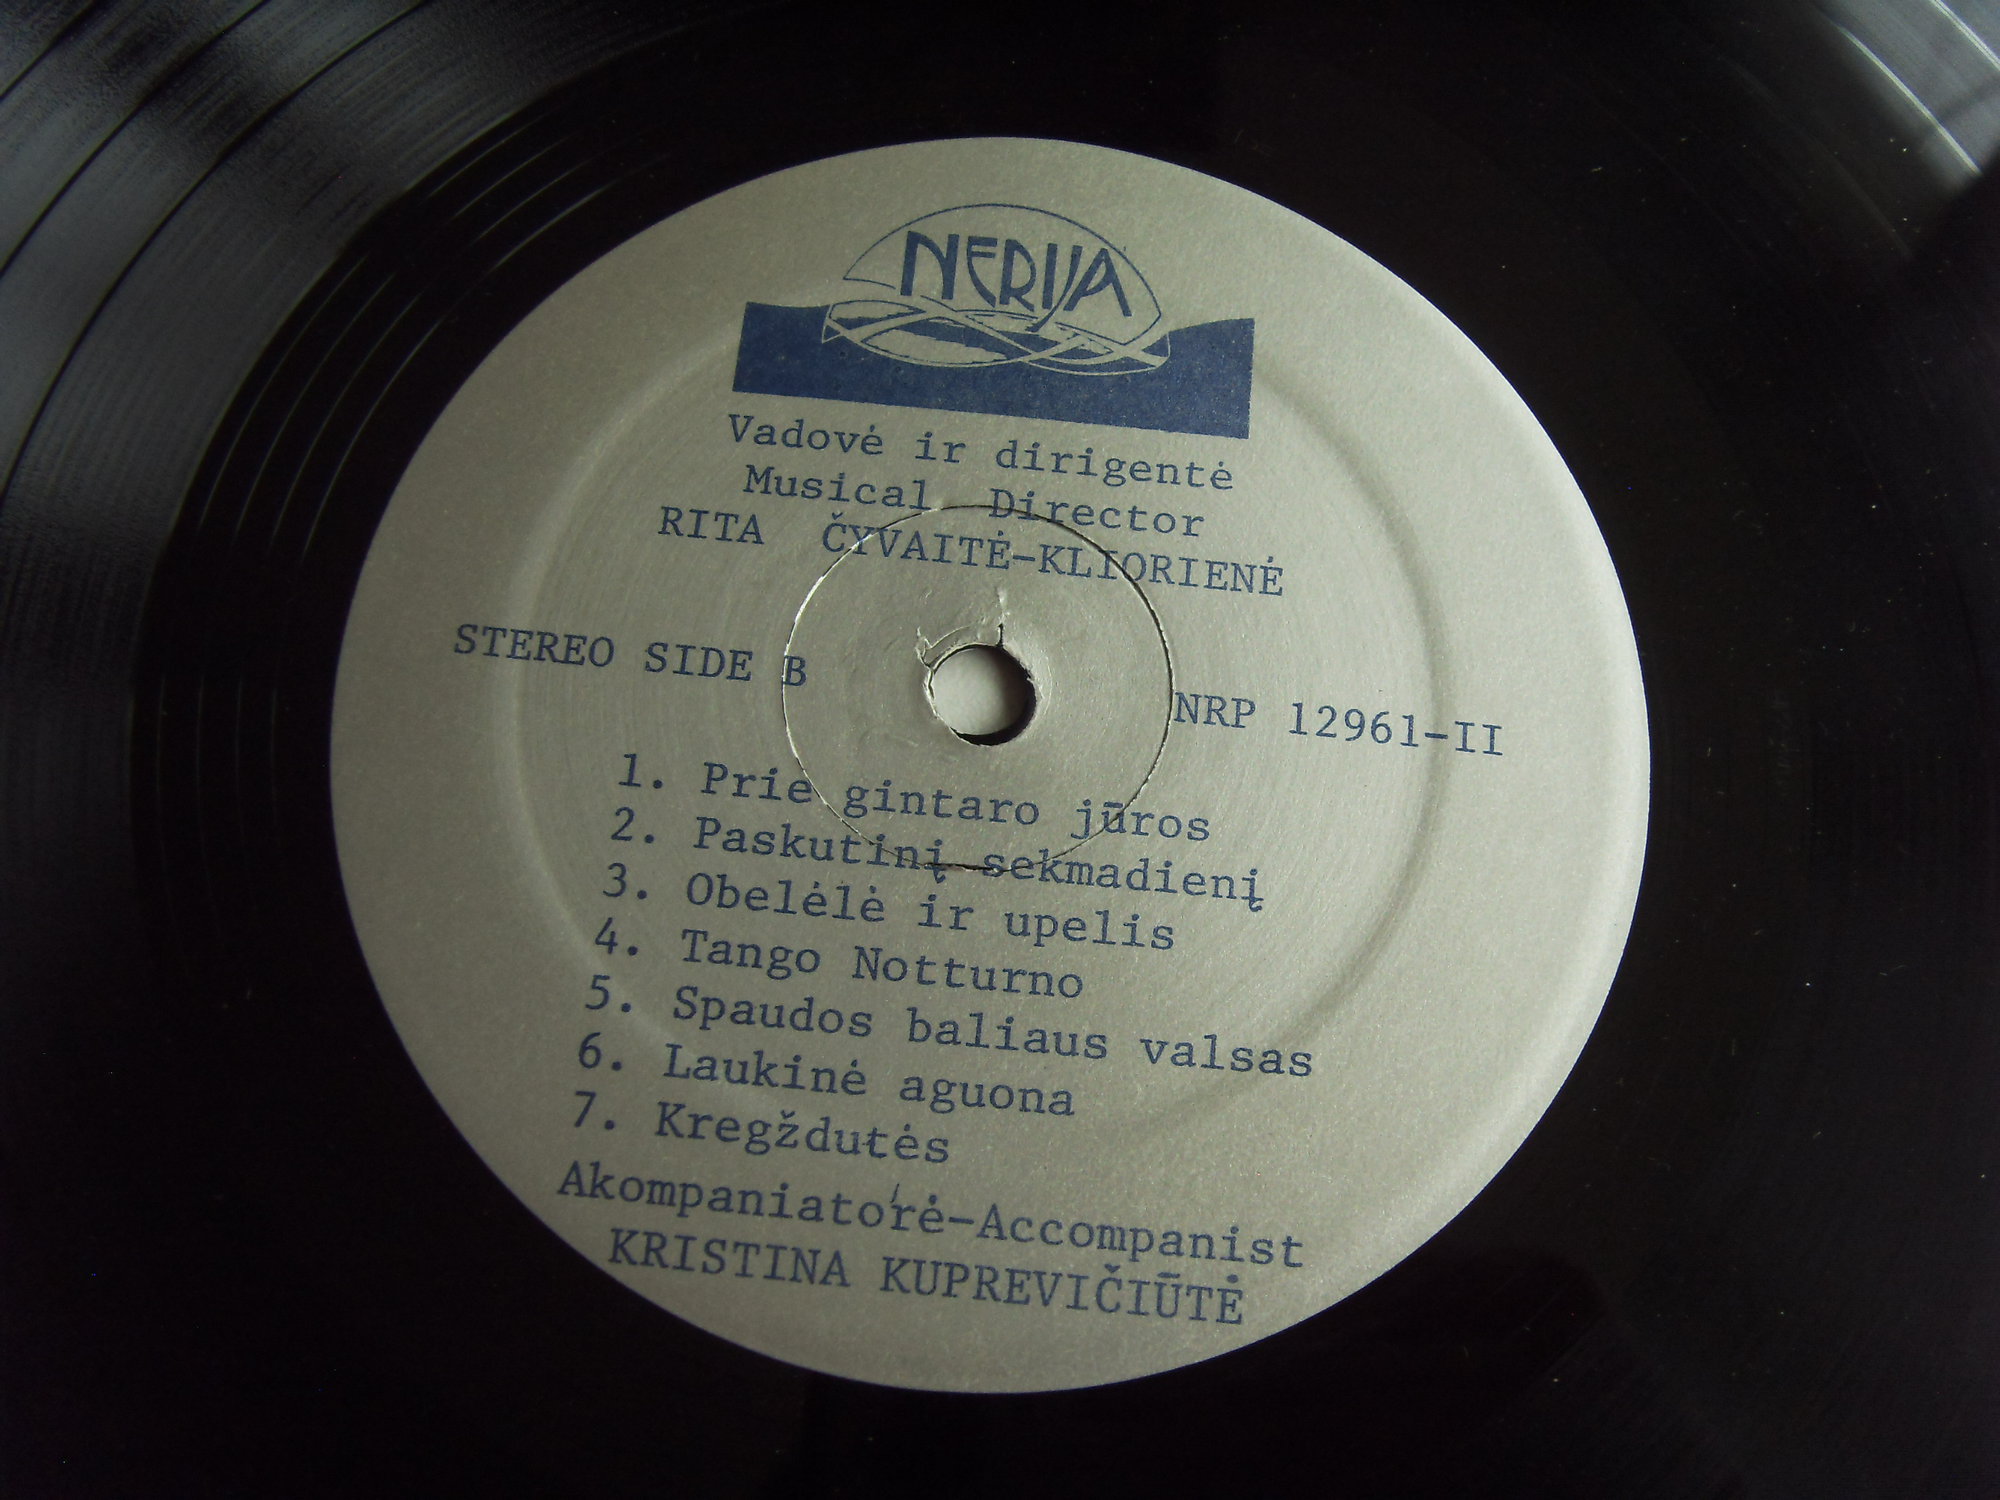 NERIJA
Vadovė ir dirigentė
Musical Director
RITA ČYVAITĖ-KLIORIENĖ
STEREO SIDE B
NRP 12961-II
1. Prie gintaro jūros
2. Paskutinį sekmadienį
3. Obelėlė ir upelis
4. Tango Notturno
5. Spaudos baliaus valsas
6. Laukinė aguona
7. Kregždutės
Akompaniatorė-Accompanist
KRISTINA KUPREVIČIŪTĖ